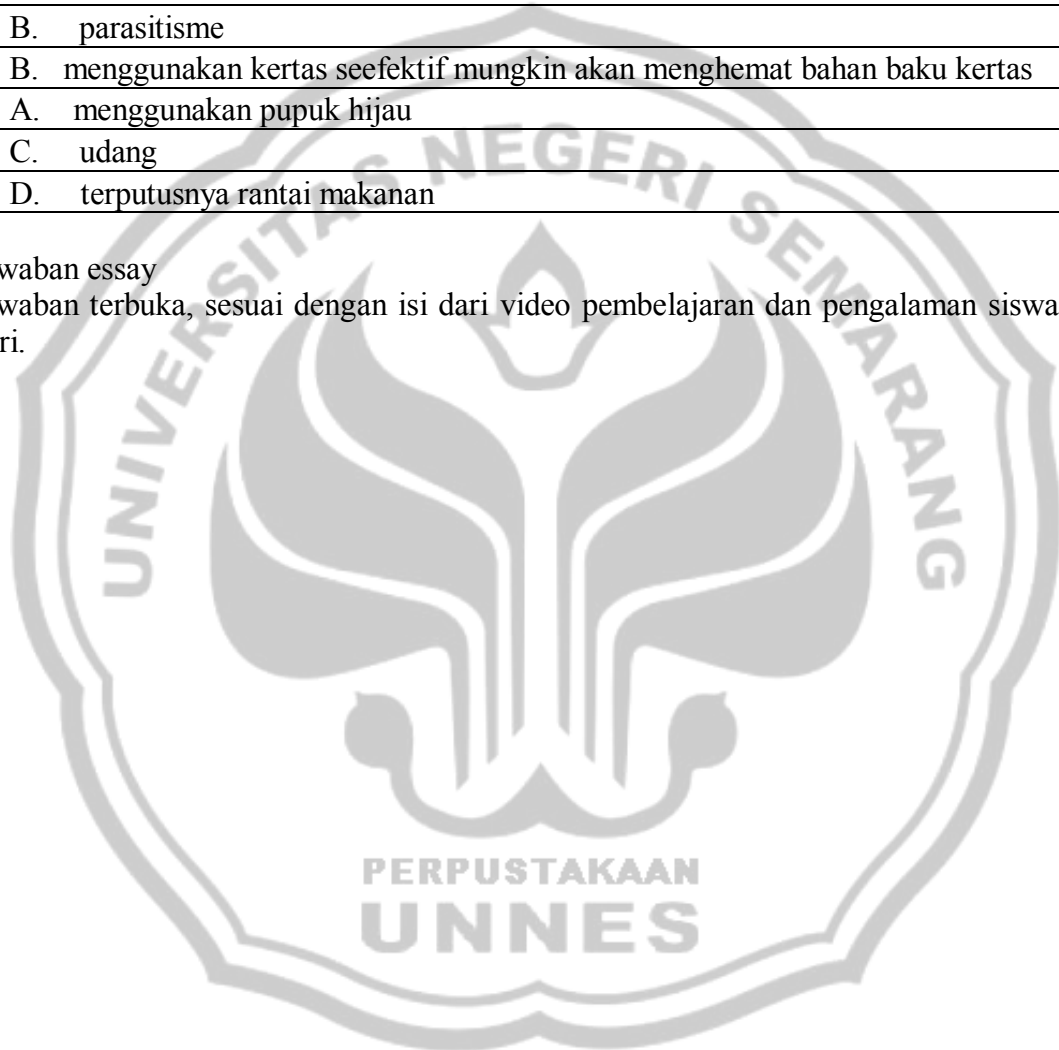 B. parasitisme
B. menggunakan kertas seefektif mungkin akan menghemat bahan baku kertas
A. menggunakan pupuk hijau
C. udang
D. terputusnya rantai makanan
waban essay
waban terbuka, sesuai dengan isi dari video pembelajaran dan pengalaman siswa
ri.
UNIVERSITAS NEGERI SEMARANG
PERPUSTAKAAN
UNNES